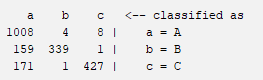 a b c <-- classified as
1008 4 8 | a = A
159 339 1 | b = B
171 1 427 | c = C